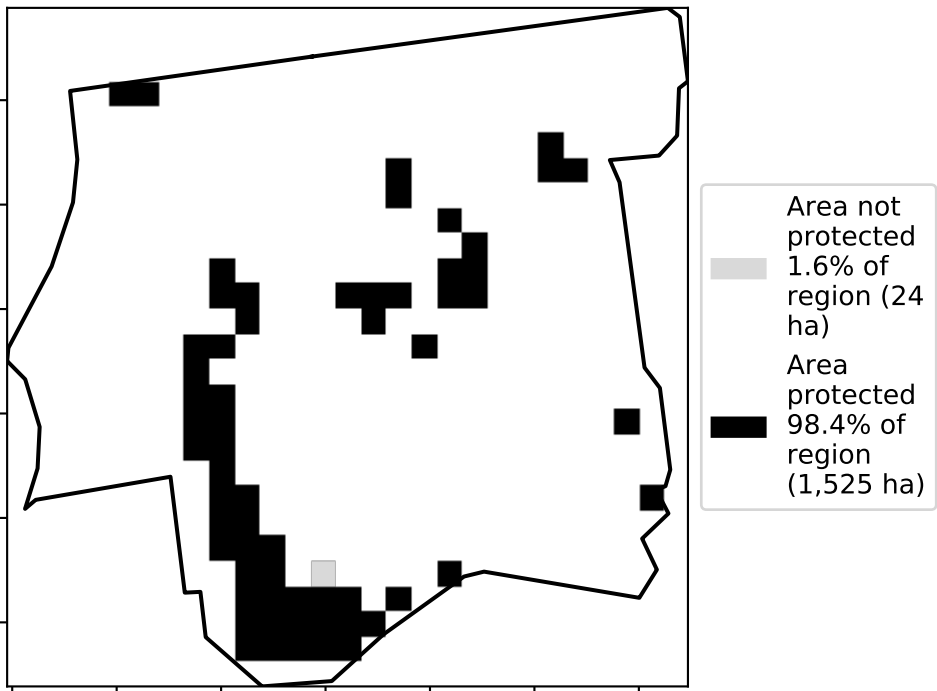 Area not
protected
1.6% of
region (24
ha)
Area
protected
98.4% of
region
(1,525 ha)